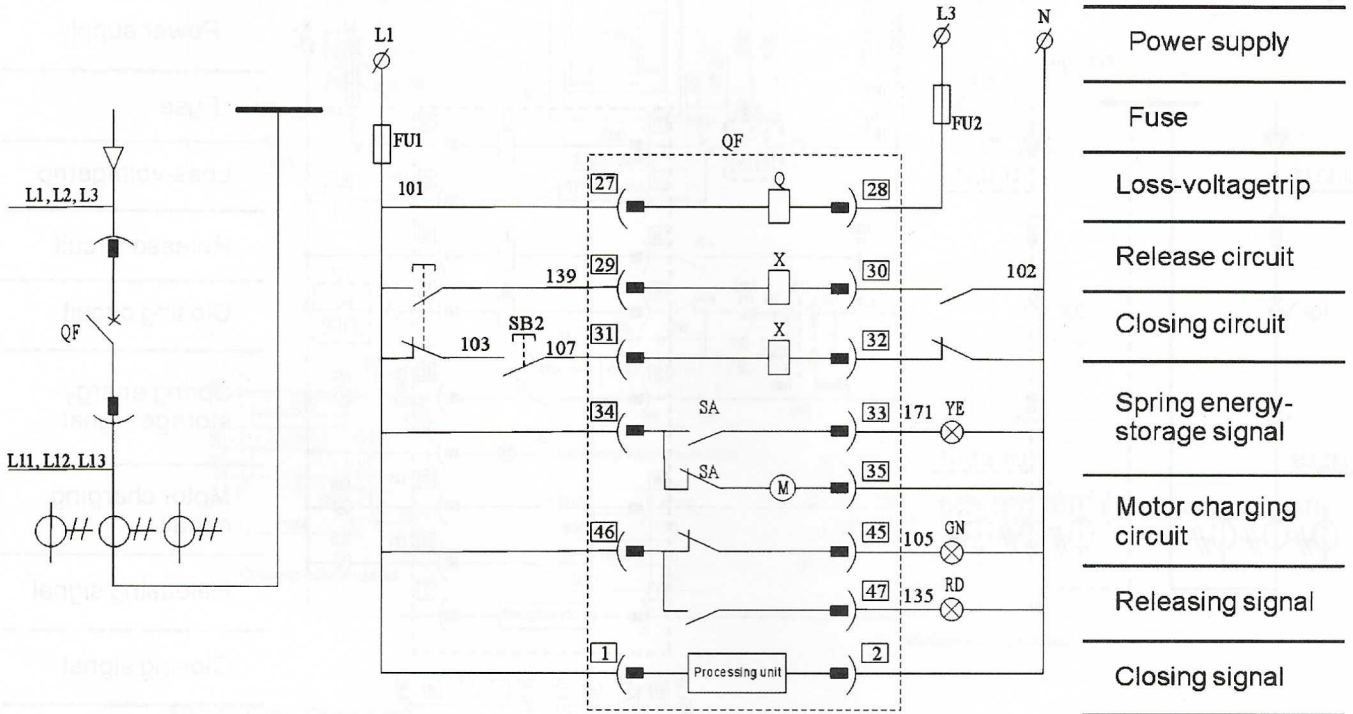 L1, L2, L3
QF
L11, L12, L13
L1
FU1
101
L3
N
FU2
QF
27
Q
28
139
29
X
30
102
103
SB2
107
31
X
32
34
SA
33
171
YE
SA
M
35
46
45
105
GN
47
135
RD
1
Processing unit
2
Power supply
Fuse
Loss-voltagetrip
Release circuit
Closing circuit
Spring energy-
storage signal
Motor charging
circuit
Releasing signal
Closing signal